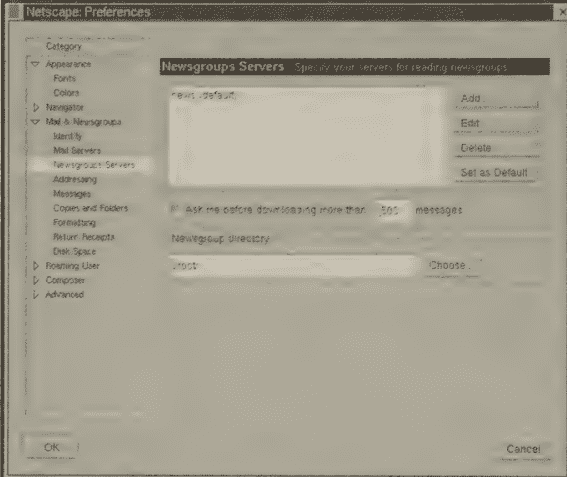 Netscape: Preferences
Category
Appearance
Fonts
Colors
Navigator
Mail & Newsgroups
Identity
Mail Servers
Newsgroups Servers
Addressing
Messages
Copies and Folders
Formatting
Return Receipts
Disk Space
Roaming User
Composer
Advanced
Newsgroups Servers Specify your servers for reading newsgroups
news
Add...
Edit...
Delete
Set as Default
Ask me before downloading more than 500 messages
Newsgroup directory
Choose...
OK
Cancel